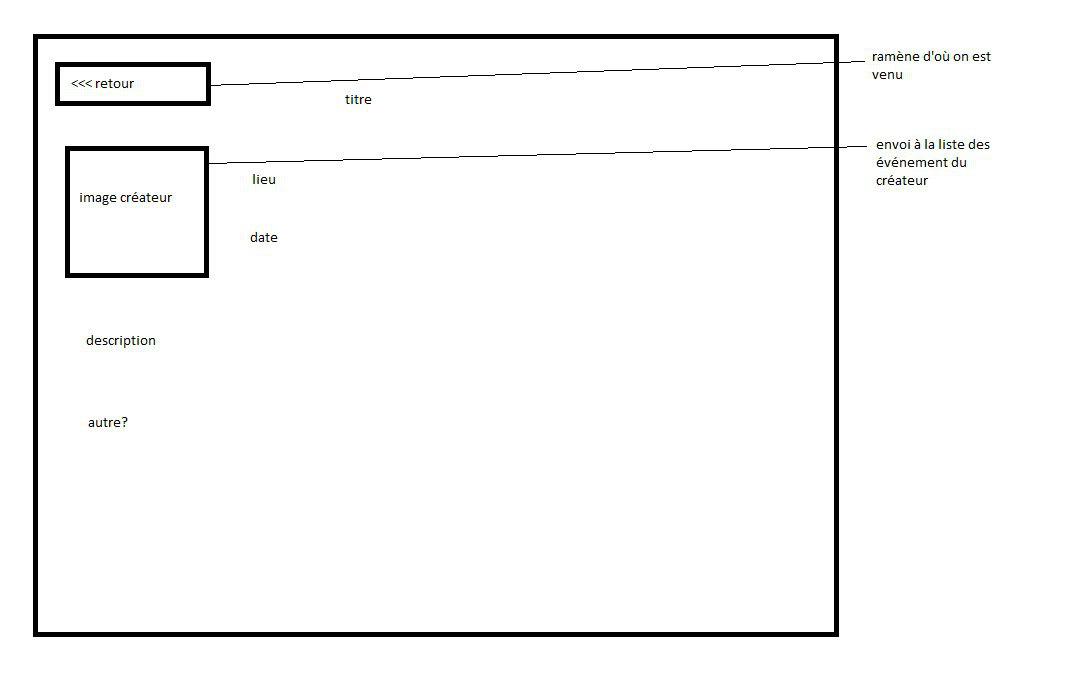 <<< retour
ramène d'où on est
venu
titre
envoi à la liste des
événement du
créateur
image créateur
lieu
date
description
autre?